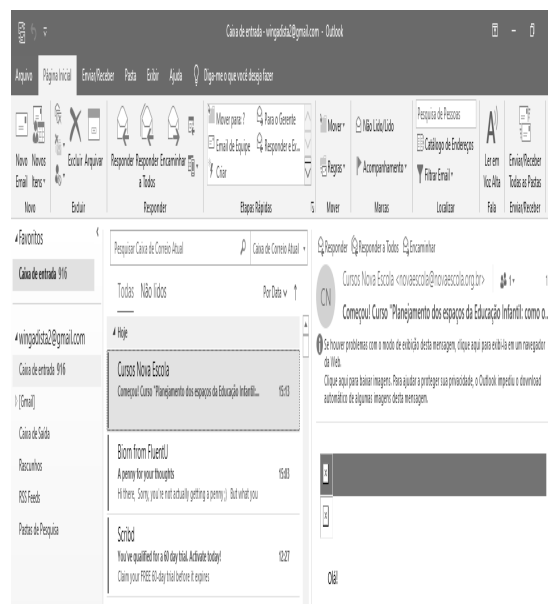 Caixa de entrada - wingadista2@gmail.com - Outlook
Arquivo Página Inicial Enviar/Receber Pasta Exibir Ajuda Diga-me o que você deseja fazer
Novo Email
Novos Itens
Excluir Arquivar
Responder Responder a Todos Encaminhar
Mover para: ? Para o Gerente
Email de Equipe Responder e Ex...
Criar
Mover
Regras
Não Lido/Lido
Acompanhamento
Pesquisa de Pessoas
Catálogo de Endereços
Filtrar Email
Ler em Voz Alta
Enviar/Receber Todas as Pastas
Novo Excluir Responder Etapas Rápidas Mover Marcas Localizar Fala Enviar/Receber
Favoritos
Caixa de entrada 916
wingadista2@gmail.com
Caixa de entrada 916
[Gmail]
Caixa de Saída
Rascunhos
RSS Feeds
Pastas de Pesquisa
Pesquisar Caixa de Correio Atual Caixa de Correio Atual
Todas Não lidos Por Data
Hoje
Cursos Nova Escola
Começou! Curso "Planejamento dos espaços da Educação Infantil:... 15:13
Biorn from FluentU
A penny for your thoughts 15:03
Hi there, Sorry, you're not actually getting a penny ;) But what you
Scribd
You've qualified for a 60 day trial. Activate today! 12:27
Claim your FREE 60-day trial before it expires
Responder Responder a Todos Encaminhar
CN
Cursos Nova Escola <novaescola@novaescola.org.br> 1
Começou! Curso "Planejamento dos espaços da Educação Infantil: como o...
Se houver problemas com o modo de exibição desta mensagem, clique aqui para exibi-la em um navegador
da Web.
Clique aqui para baixar imagens. Para ajudar a proteger sua privacidade, o Outlook impediu o download
automático de algumas imagens desta mensagem.
Olá!